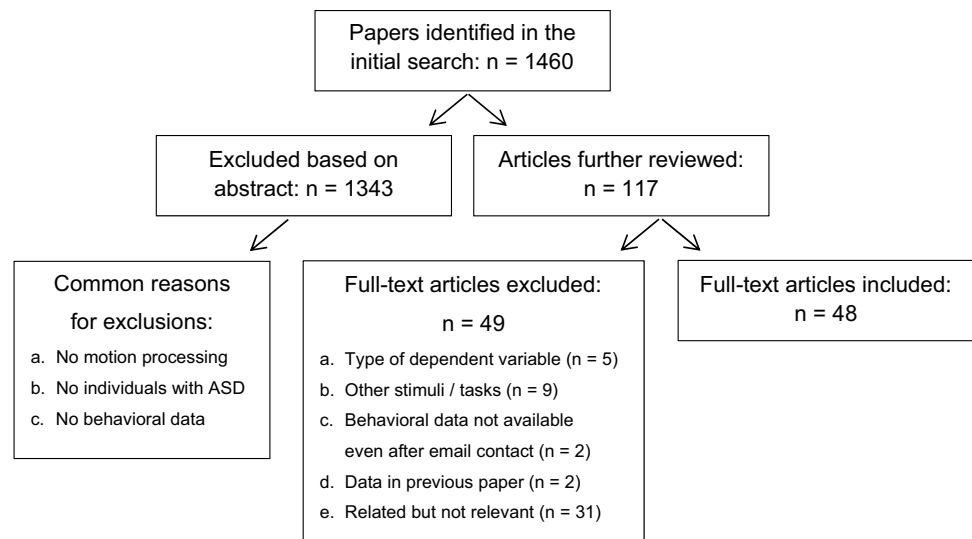 Papers identified in the
initial search: n = 1460
Excluded based on
abstract: n = 1343
Articles further reviewed:
n = 117
Common reasons
for exclusions:
a. No motion processing
b. No individuals with ASD
c. No behavioral data
Full-text articles excluded:
n = 49
a. Type of dependent variable (n = 5)
b. Other stimuli / tasks (n = 9)
c. Behavioral data not available
even after email contact (n = 2)
d. Data in previous paper (n = 2)
e. Related but not relevant (n = 31)
Full-text articles included:
n = 48